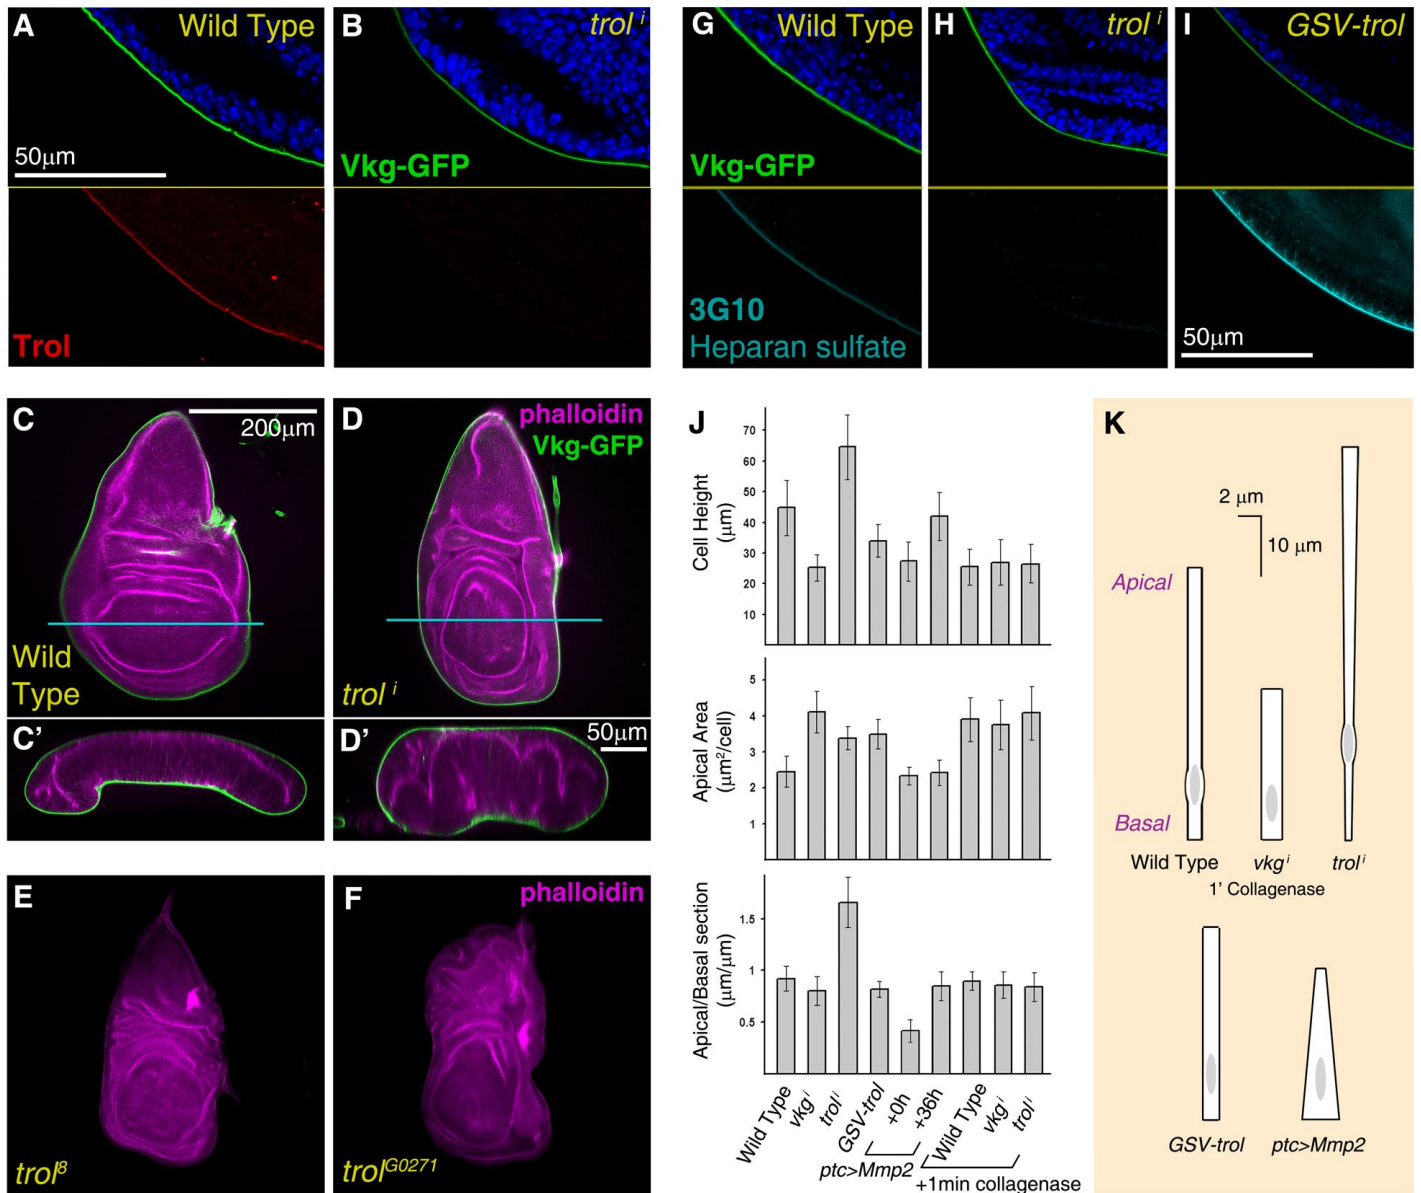 A
Wild Type
50µm
Trol
B
trol i
Vkg-GFP
G
Wild Type
Vkg-GFP
3G10
Heparan sulfate
H
trol i
I
GSV-trol
50µm
C
200µm
Wild
Type
C'
D
phalloidin
Vkg-GFP
trol i
D'
50µm
E
trol8
F
phalloidin
trolG0271
J
Cell Height
(µm)
70
60
50
40
30
20
10
Apical Area
(µm2/cell)
5
4
3
2
1
Apical/Basal section
(µm/µm)
1.5
1
0.5
Wild Type
vkg i
trol i
GSV-trol
+0h
+36h
Wild Type
vkg i
trol i
ptc>Mmp2
+1min collagenase
K
2 µm
10 µm
Apical
Basal
Wild Type
vkg i
trol i
1' Collagenase
GSV-trol
ptc>Mmp2